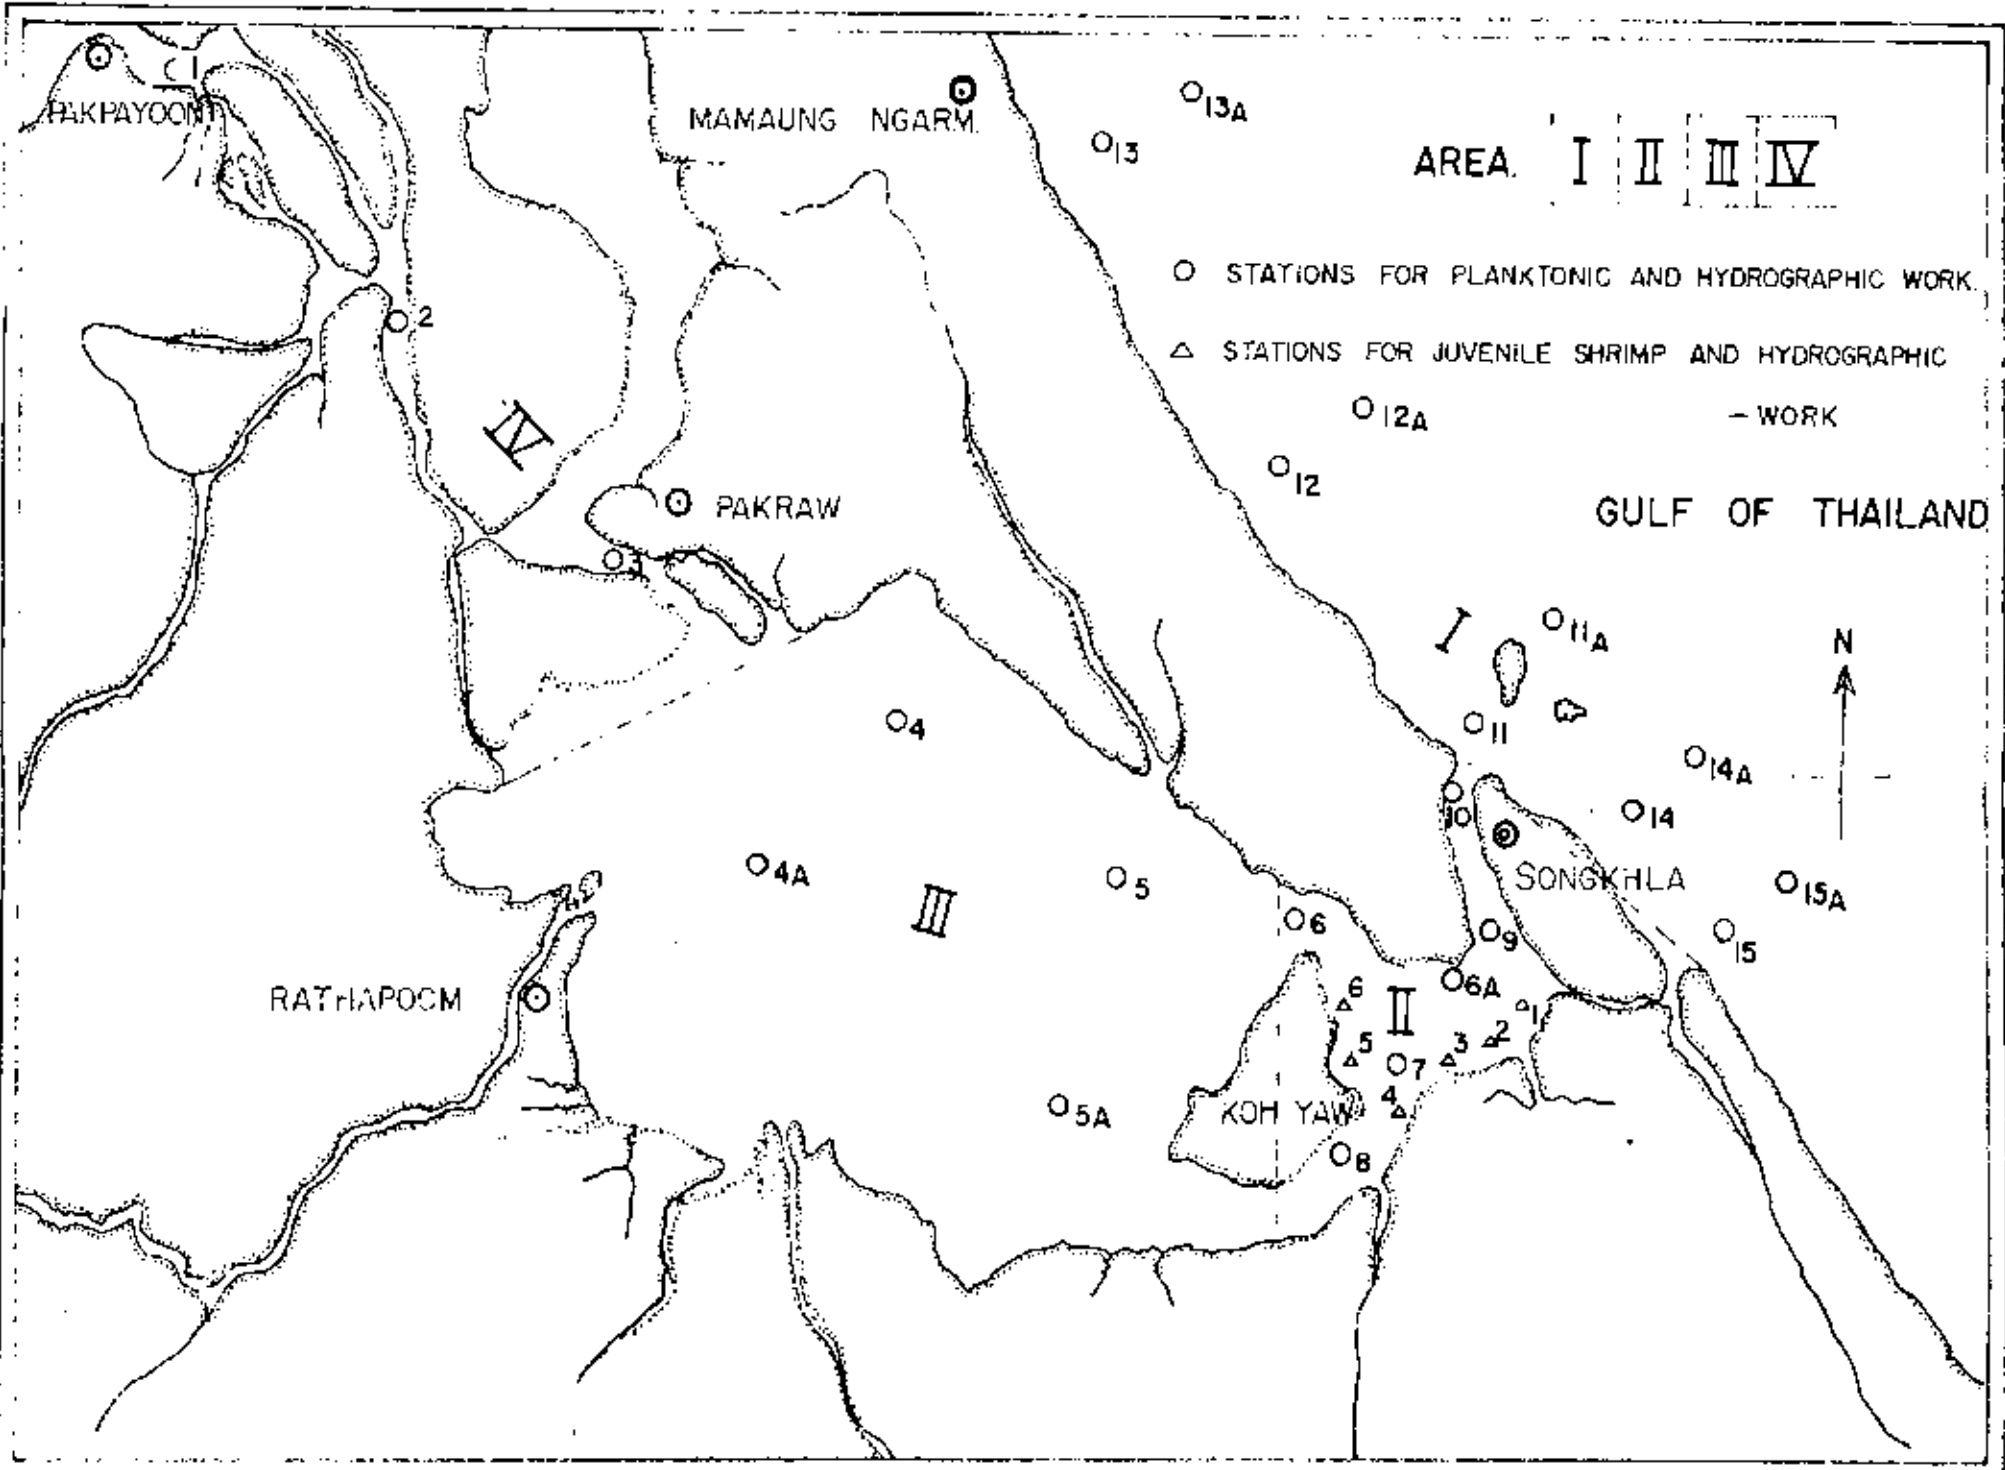 PAKPAYOON
MAMAUNG NGARM.
13A
13
AREA. I II III IV
STATIONS FOR PLANKTONIC AND HYDROGRAPHIC WORK.
2
STATIONS FOR JUVENILE SHRIMP AND HYDROGRAPHIC
- WORK
12A
IV
12
PAKRAW
GULF OF THAILAND
3
I
11A
N
4
11
14A
10
14
4A
5
III
SONGKHLA
15A
6
9
15
RATHAPOOM
6A
6
II
1
2
5
7
3
5A
KOH YAW
4
8